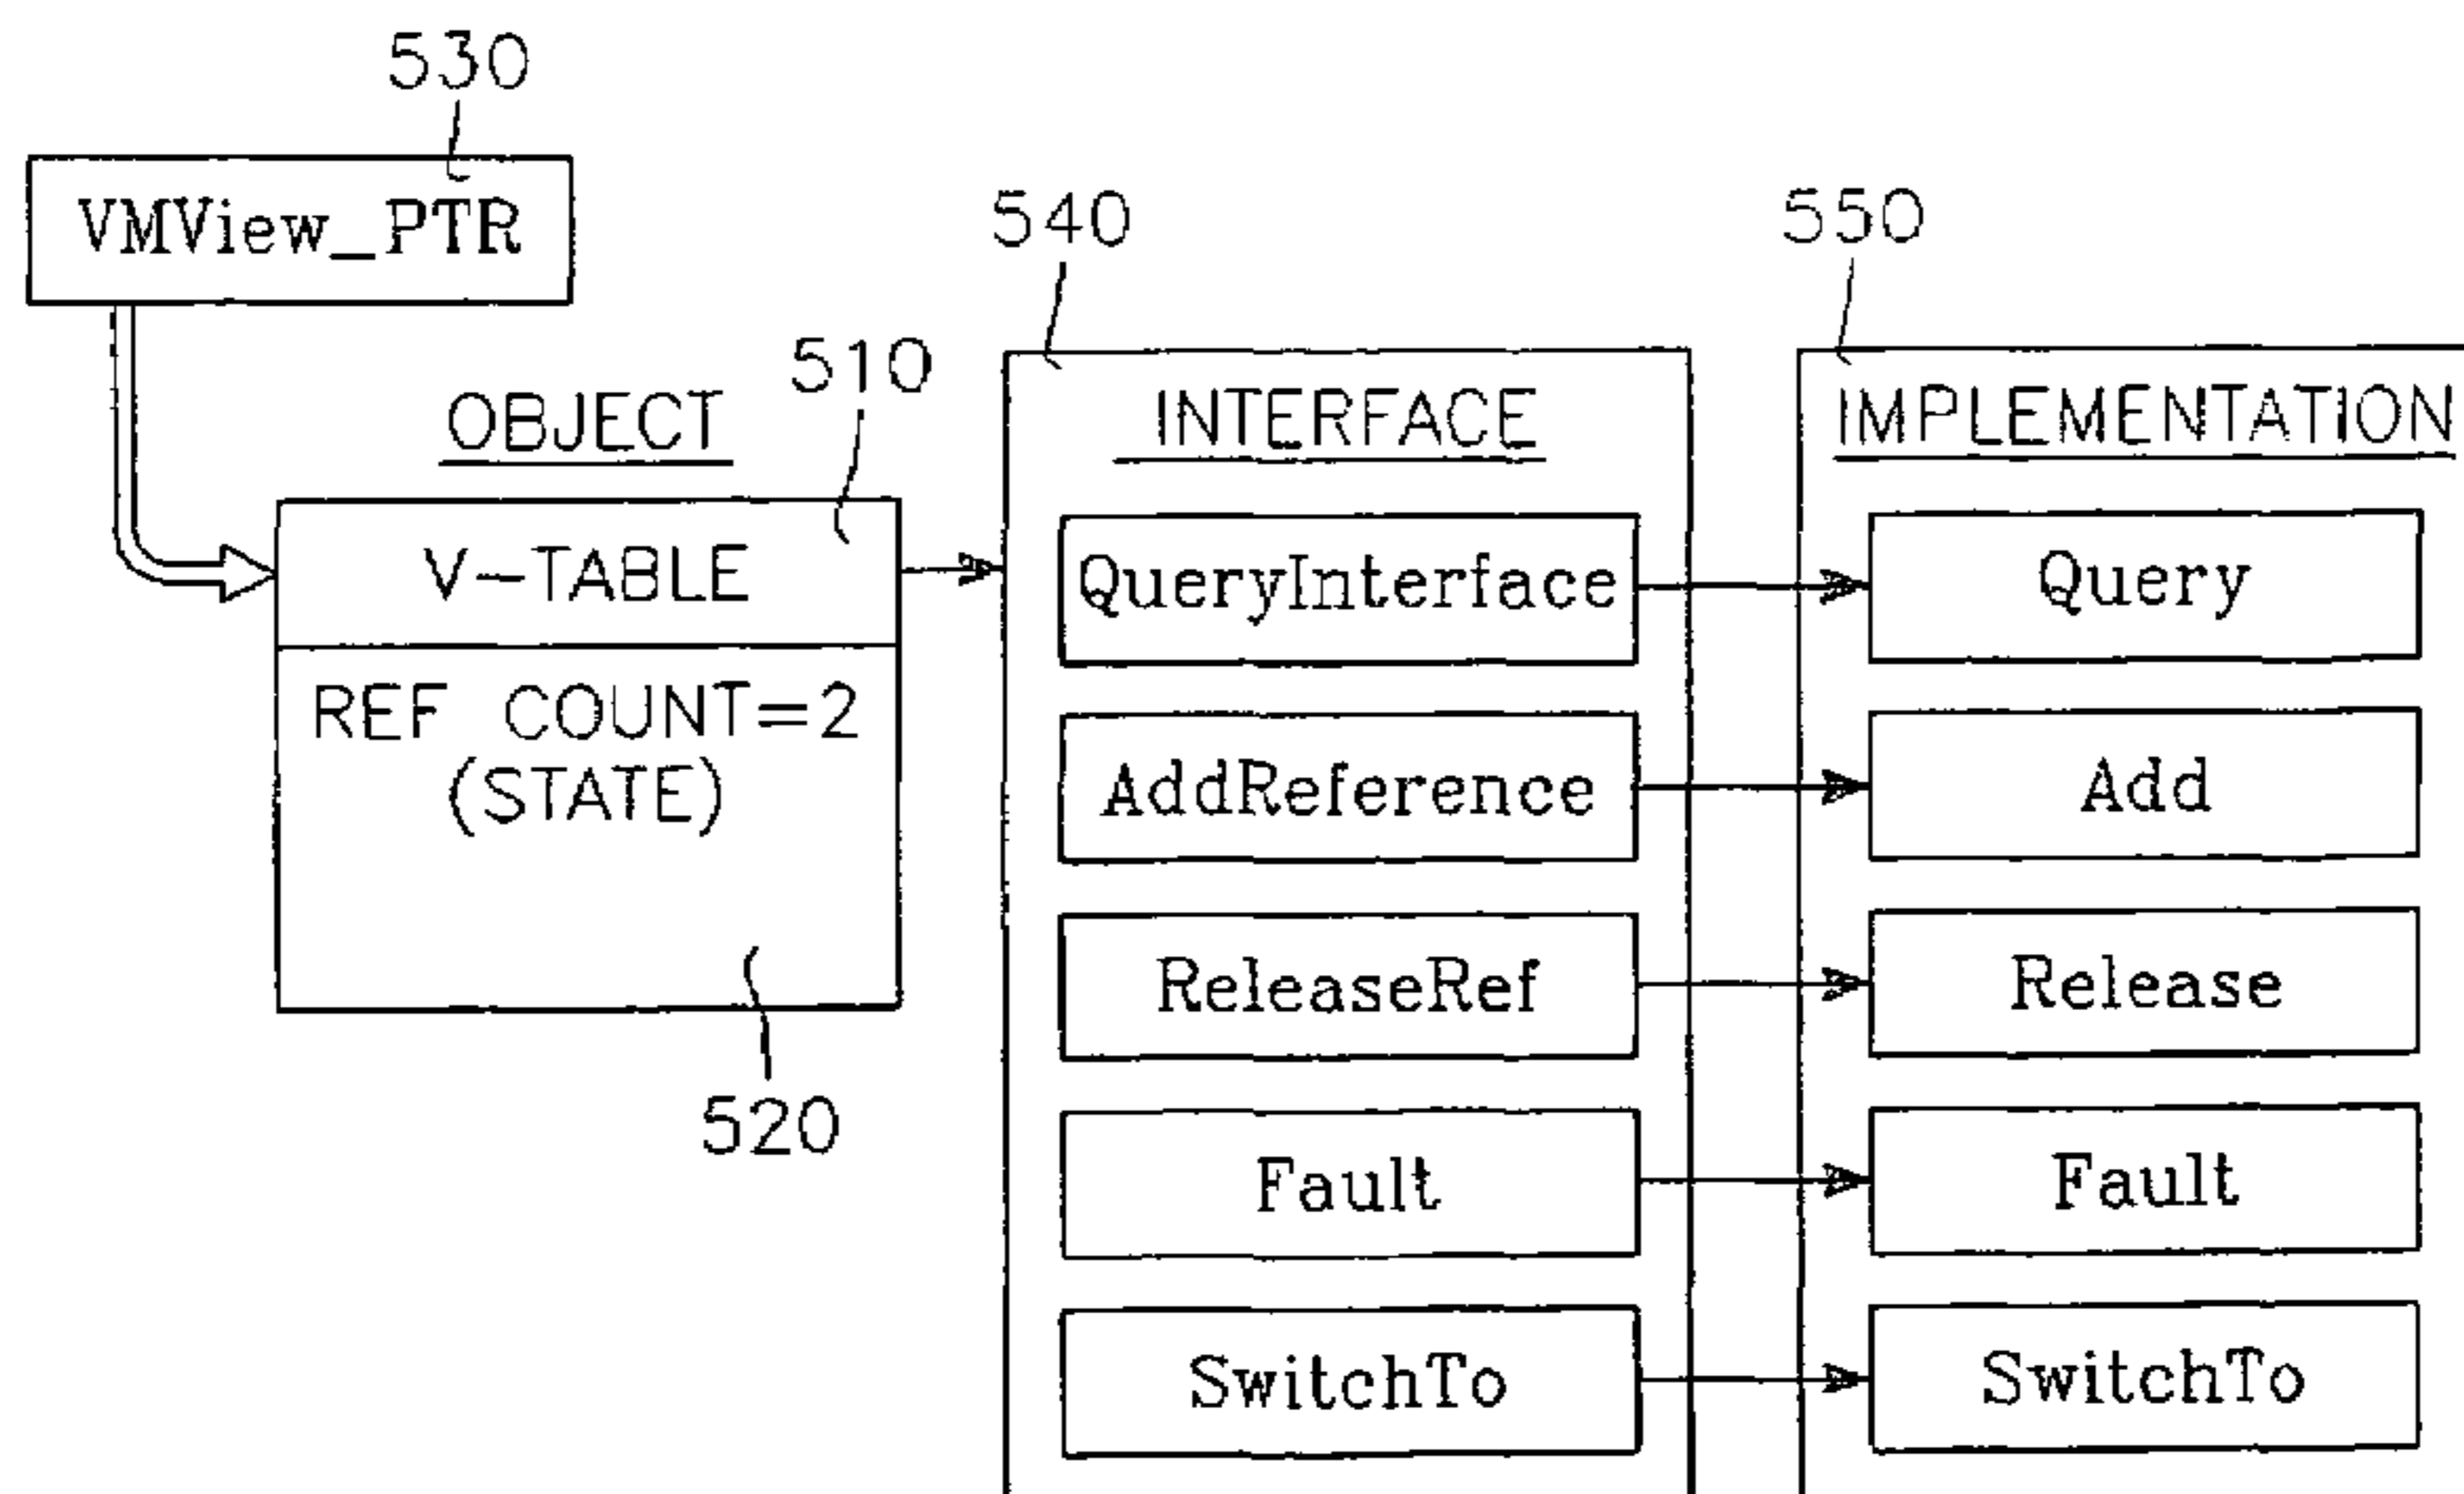 530
VMView_PTR
540
550
510
OBJECT
V-TABLE
REF COUNT=2
(STATE)
520
INTERFACE
QueryInterface
AddReference
ReleaseRef
Fault
SwitchTo
IMPLEMENTATION
Query
Add
Release
Fault
SwitchTo